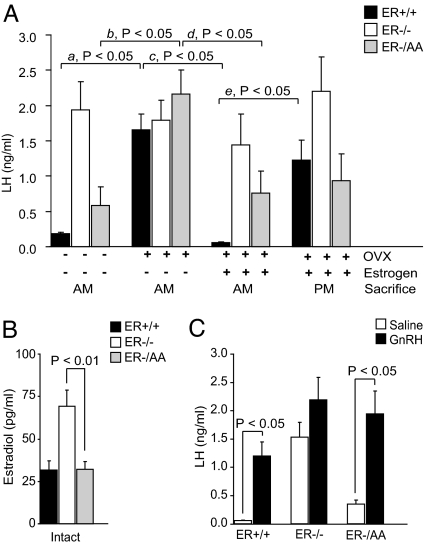 A
ER+/+
ER-/-
ER-/AA
b, P < 0.05 d, P < 0.05
a, P < 0.05 c, P < 0.05
e, P < 0.05
LH (ng/ml)
3.0
2.5
2.0
1.5
1.0
0.5
0.0
- - - + + + + + + + + + OVX
- - - - - - + + + + + + Estrogen
AM AM AM PM Sacrifice
B
ER+/+
ER-/-
ER-/AA
P < 0.01
Estradiol (pg/ml)
100
75
50
25
0
Intact
C
Saline
GnRH
P < 0.05
P < 0.05
LH (ng/ml)
3.0
2.5
2.0
1.5
1.0
0.5
0.0
ER+/+ ER-/- ER-/AA